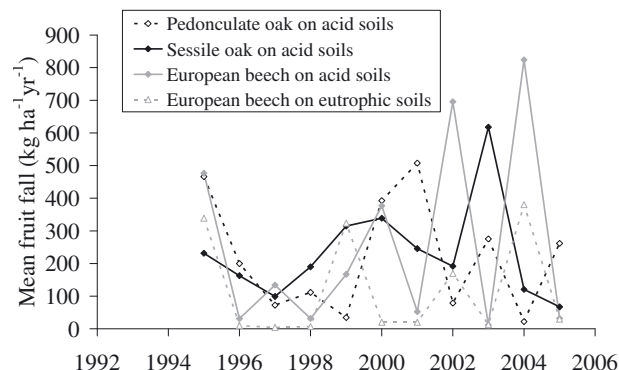 Pedonculate oak on acid soils
Sessile oak on acid soils
European beech on acid soils
European beech on eutrophic soils
Mean fruit fall (kg ha⁻¹yr⁻¹)
900
800
700
600
500
400
300
200
100
0
1992 1994 1996 1998 2000 2002 2004 2006